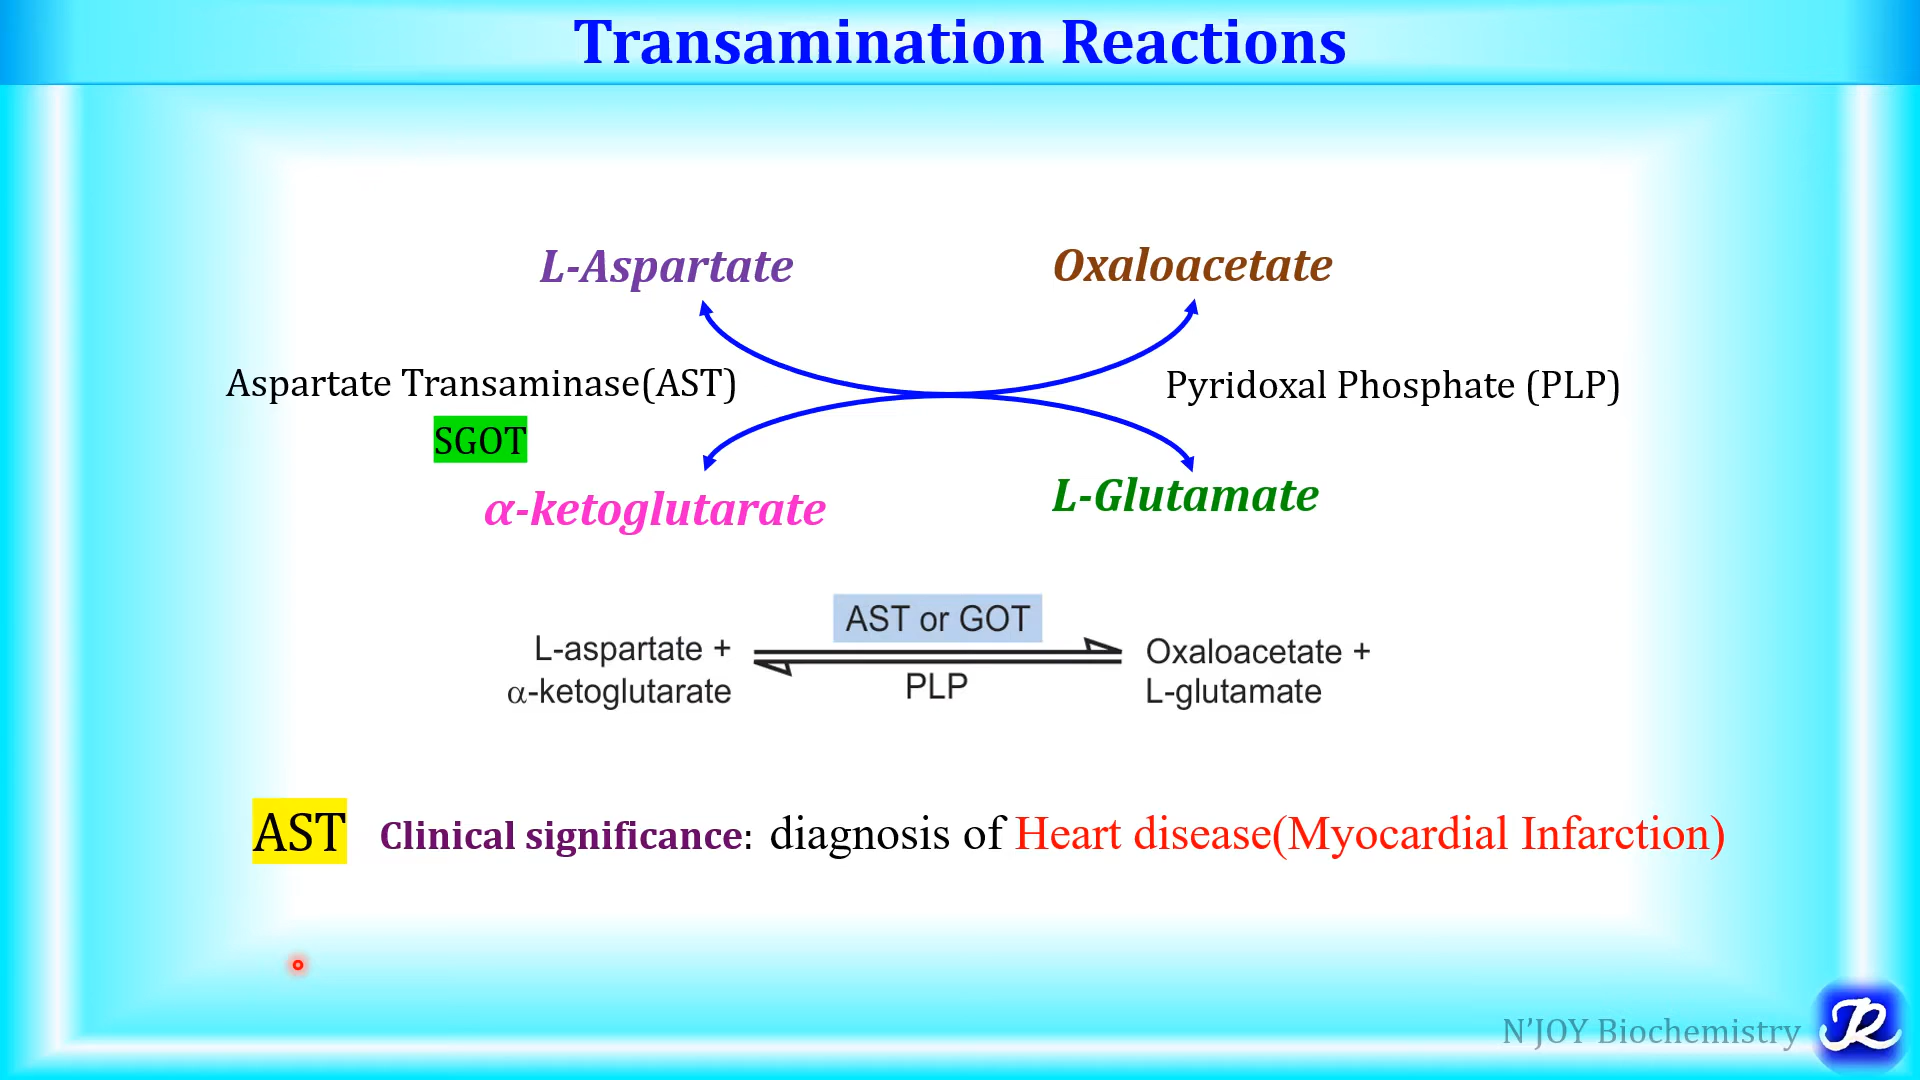 Transamination Reactions
L-Aspartate
Oxaloacetate
Aspartate Transaminase(AST)
Pyridoxal Phosphate (PLP)
SGOT
α-ketoglutarate
L-Glutamate
AST or GOT
L-aspartate +
Oxaloacetate +
PLP
α-ketoglutarate
L-glutamate
AST Clinical significance: diagnosis of Heart disease(Myocardial Infarction)
N'JOY Biochemistry